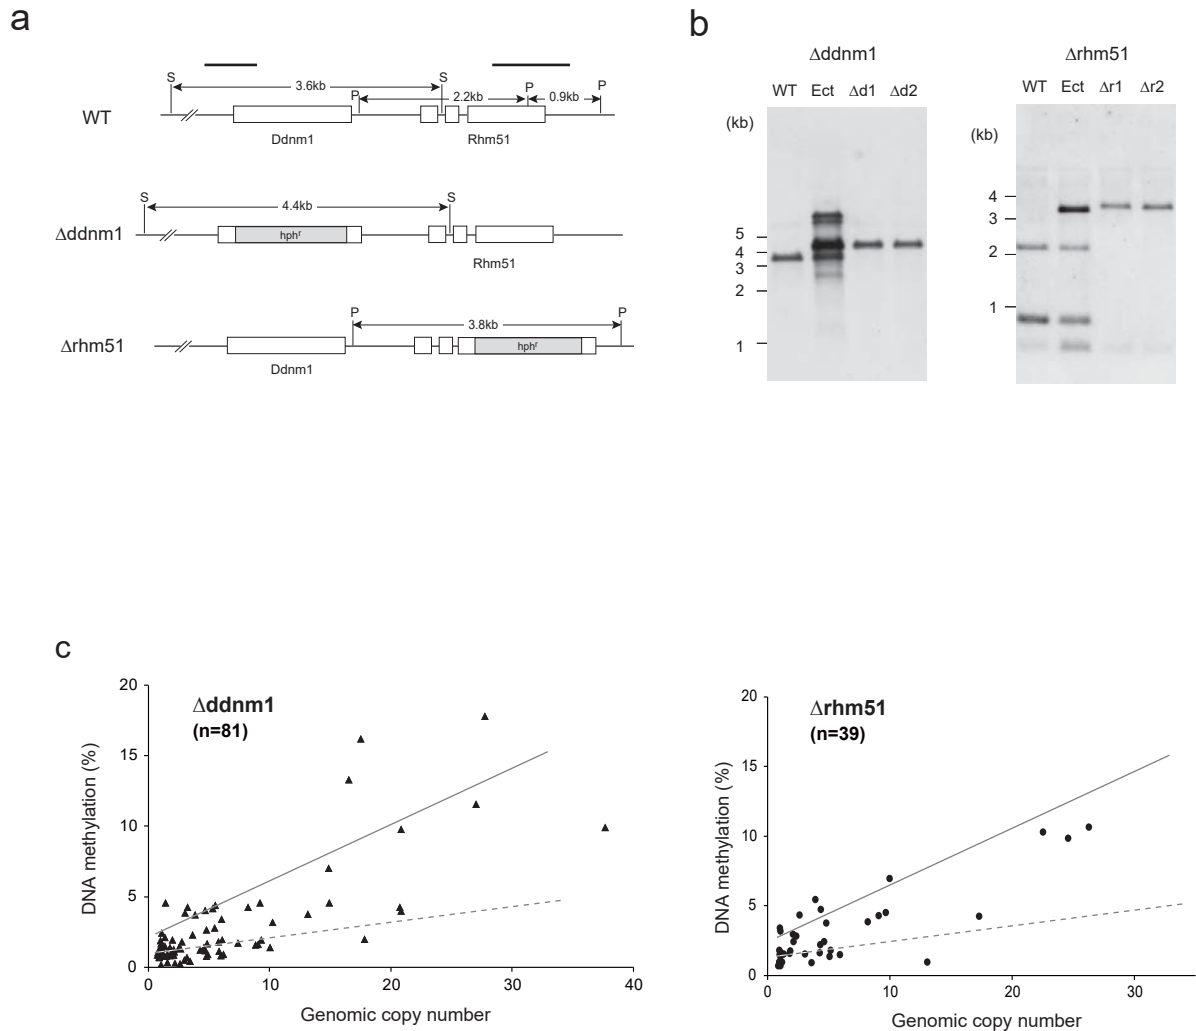 a
S
3.6kb
S
P
2.2kb
P
0.9kb
P
WT
Ddnm1
Rhm51
S
4.4kb
S
Δddnm1
hphʳ
Rhm51
P
3.8kb
P
Δrhm51
hphʳ
Ddnm1
b
Δddnm1
WT Ect Δd1 Δd2
(kb)
5
4
3
2
1
Δrhm51
WT Ect Δr1 Δr2
(kb)
4
3
2
1
c
DNA methylation (%)
20
15
10
5
0
Δddnm1
(n=81)
0 10 20 30 40
Genomic copy number
DNA methylation (%)
20
15
10
5
0
Δrhm51
(n=39)
0 10 20 30
Genomic copy number